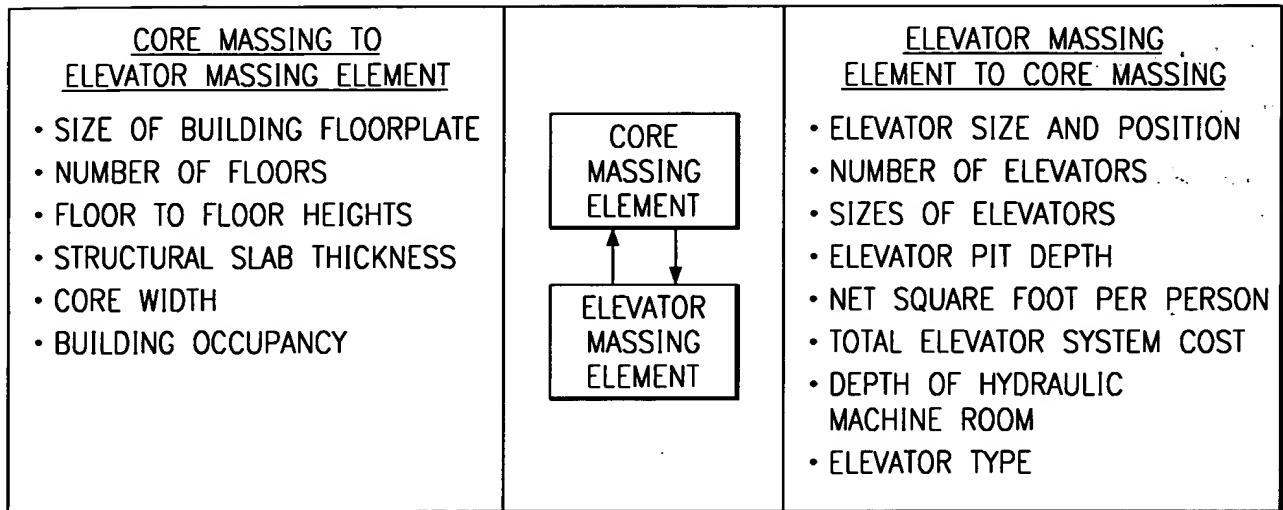 CORE MASSING TO
ELEVATOR MASSING ELEMENT
• SIZE OF BUILDING FLOORPLATE
• NUMBER OF FLOORS
• FLOOR TO FLOOR HEIGHTS
• STRUCTURAL SLAB THICKNESS
• CORE WIDTH
• BUILDING OCCUPANCY
CORE
MASSING
ELEMENT
ELEVATOR
MASSING
ELEMENT
ELEVATOR MASSING
ELEMENT TO CORE MASSING
• ELEVATOR SIZE AND POSITION
• NUMBER OF ELEVATORS
• SIZES OF ELEVATORS
• ELEVATOR PIT DEPTH
• NET SQUARE FOOT PER PERSON
• TOTAL ELEVATOR SYSTEM COST
• DEPTH OF HYDRAULIC
MACHINE ROOM
• ELEVATOR TYPE